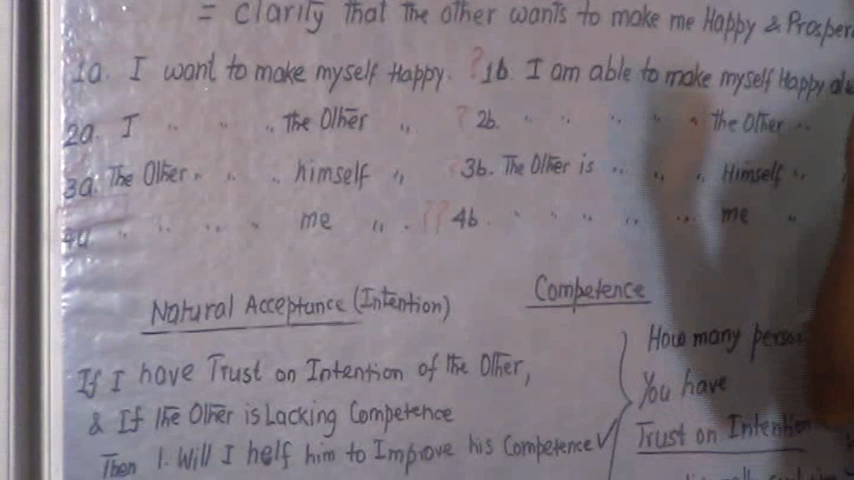 = clarity that the other wants to make me Happy & Prosper
1a. I want to make myself Happy. ? 1b. I am able to make myself Happy al
2a. I " " " the Other " ? 2b. " " " " the Other "
3a. The Other " " " himself " ? 3b. The Other is " " " Himself "
4a. " " " " me " . ?? 4b. " " " " " me "
Natural Acceptance (Intention) Competence
If I have Trust on Intention of the Other,
& If the Other is Lacking Competence
Then 1. Will I helf him to Improve his Competence ✓
How many person
You have
Trust on Intention